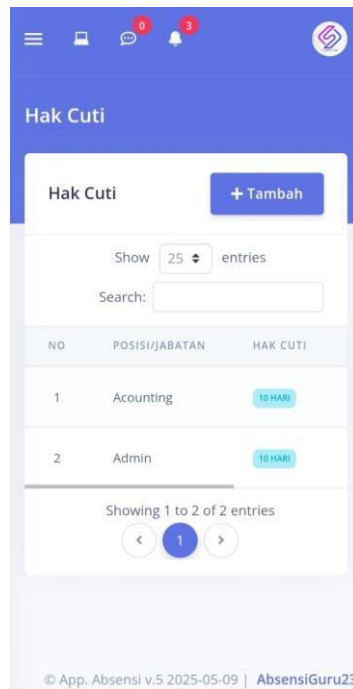 0
3
Hak Cuti
Hak Cuti
+ Tambah
Show 25 entries
Search:
NO POSISI/JABATAN HAK CUTI
1 Acounting 10 HARI
2 Admin 10 HARI
Showing 1 to 2 of 2 entries
< 1 >
© App. Absensi v.5 2025-05-09 | AbsensiGuru23